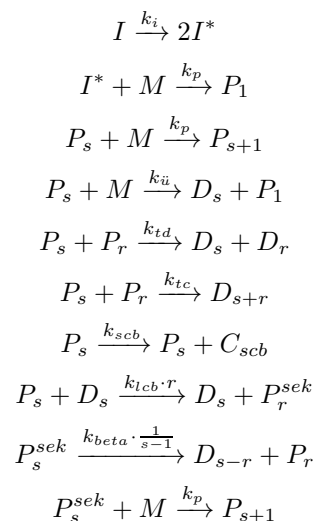 I \xrightarrow{k_i} 2I^*
I^* + M \xrightarrow{k_p} P_1
P_s + M \xrightarrow{k_p} P_{s+1}
P_s + M \xrightarrow{k_ü} D_s + P_1
P_s + P_r \xrightarrow{k_{td}} D_s + D_r
P_s + P_r \xrightarrow{k_{tc}} D_{s+r}
P_s \xrightarrow{k_{scb}} P_s + C_{scb}
P_s + D_s \xrightarrow{k_{lcb} \cdot r} D_s + P_r^{sek}
P_s^{sek} \xrightarrow{k_{beta} \cdot \frac{1}{s-1}} D_{s-r} + P_r
P_s^{sek} + M \xrightarrow{k_p} P_{s+1}